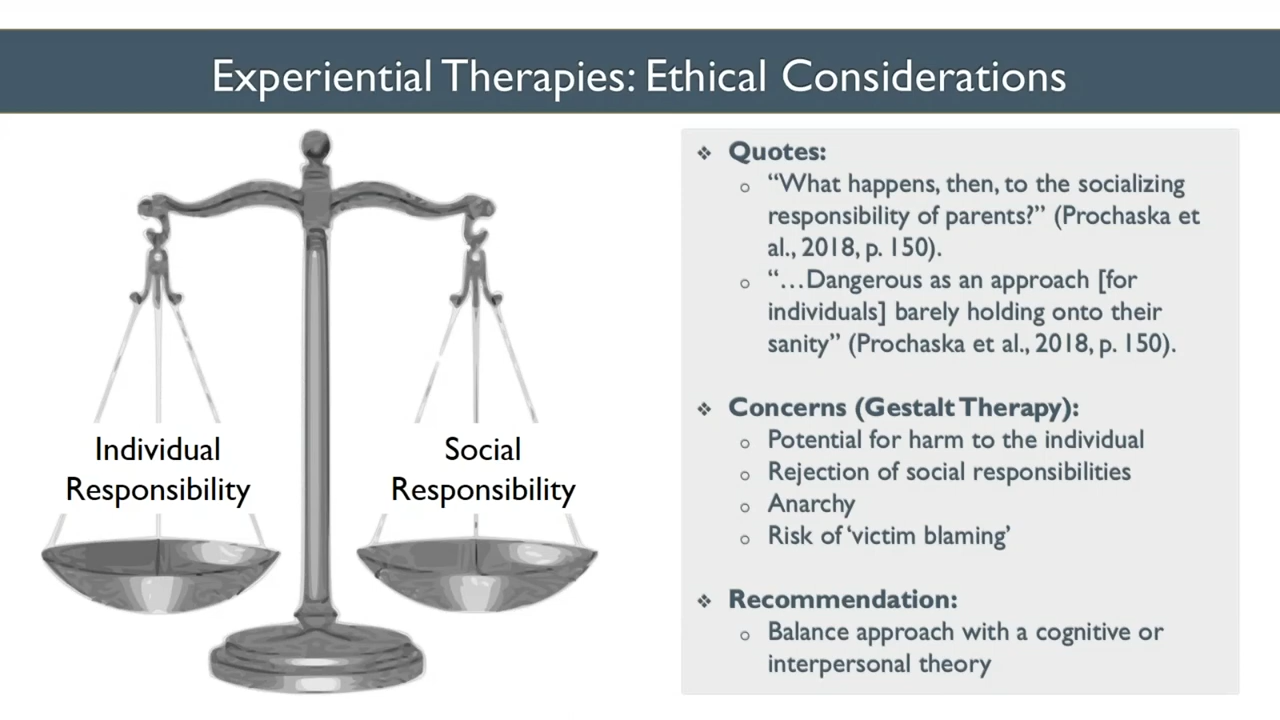 Experiential Therapies: Ethical Considerations
Individual
Responsibility
Social
Responsibility
❖ Quotes:
o “What happens, then, to the socializing
responsibility of parents?” (Prochaska et
al., 2018, p. 150).
o “…Dangerous as an approach [for
individuals] barely holding onto their
sanity” (Prochaska et al., 2018, p. 150).
❖ Concerns (Gestalt Therapy):
o Potential for harm to the individual
o Rejection of social responsibilities
o Anarchy
o Risk of ‘victim blaming’
❖ Recommendation:
o Balance approach with a cognitive or
interpersonal theory